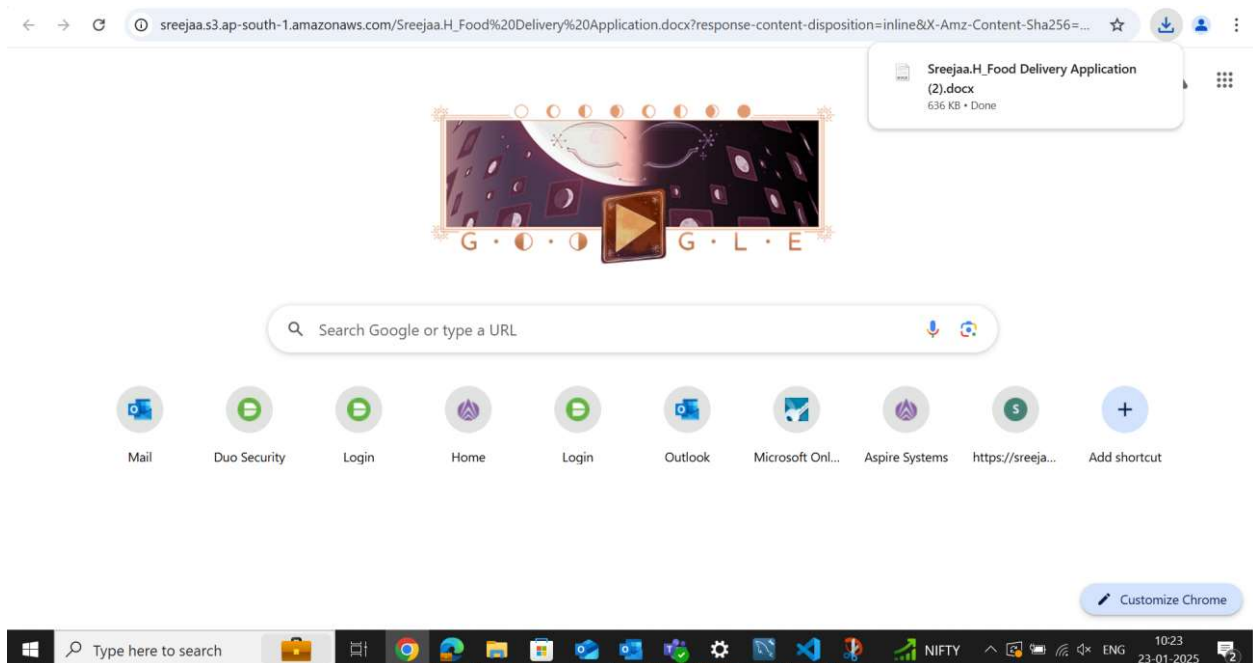 sreejaa.s3.ap-south-1.amazonaws.com/Sreejaa.H_Food%20Delivery%20Application.docx?response-content-disposition=inline&X-Amz-Content-Sha256=...
Sreejaa.H_Food Delivery Application
(2).docx
636 KB • Done
G · O · O G · L · E
Search Google or type a URL
Mail
Duo Security
Login
Home
Login
Outlook
Microsoft Onl...
Aspire Systems
S
https://sreeja...
Add shortcut
Customize Chrome
Type here to search
NIFTY
ENG
10:23
23-01-2025
2